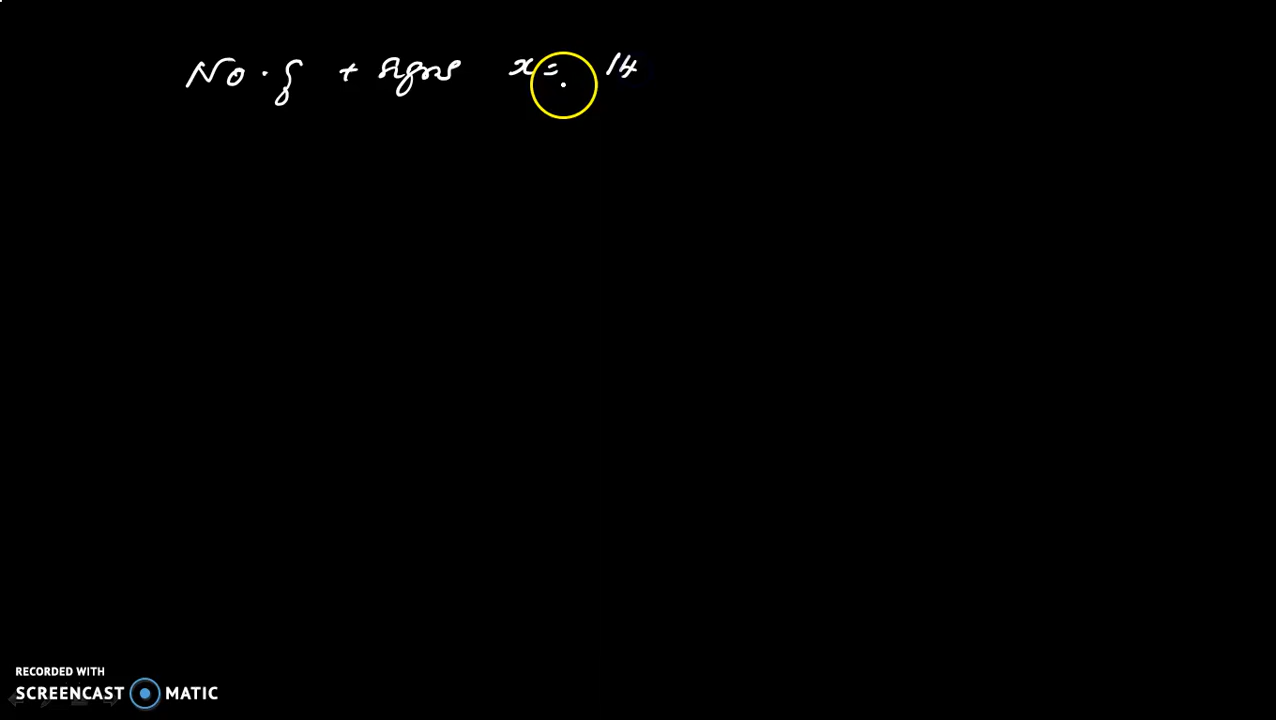 No. of + signs x = 14
RECORDED WITH
SCREENCAST MATIC